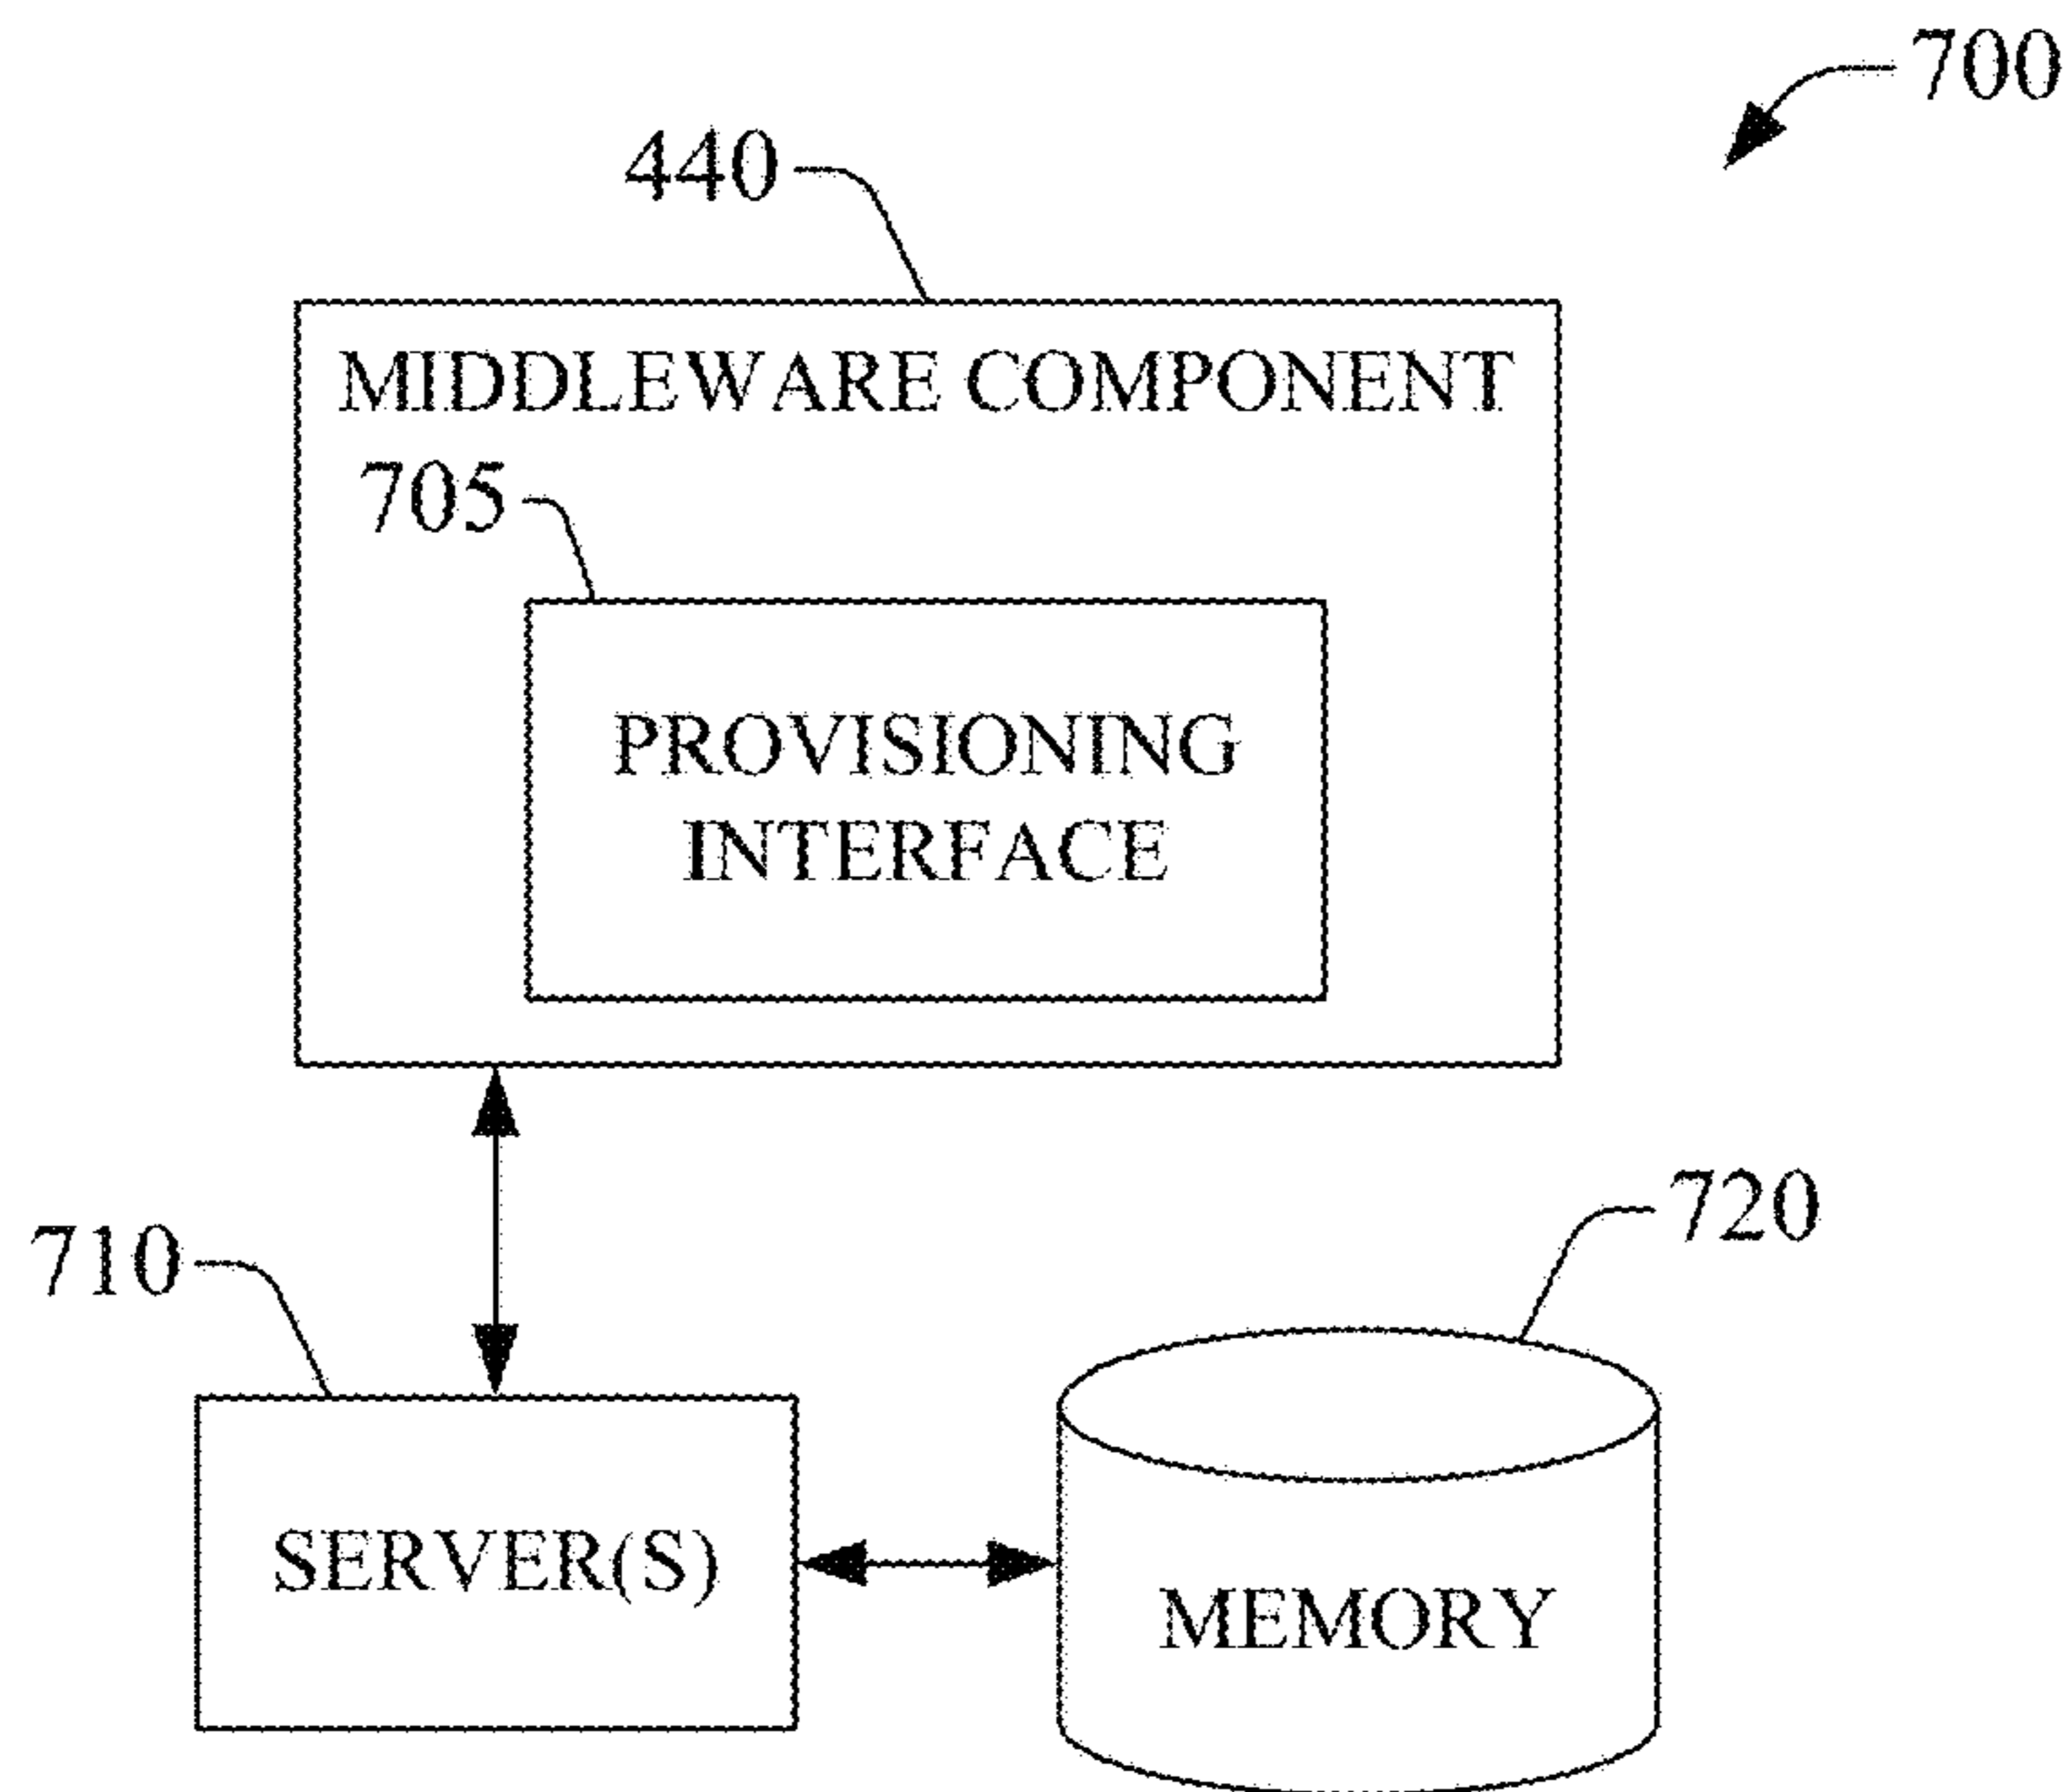 700
440
MIDDLEWARE COMPONENT
705
PROVISIONING
INTERFACE
720
710
SERVER(S)
MEMORY